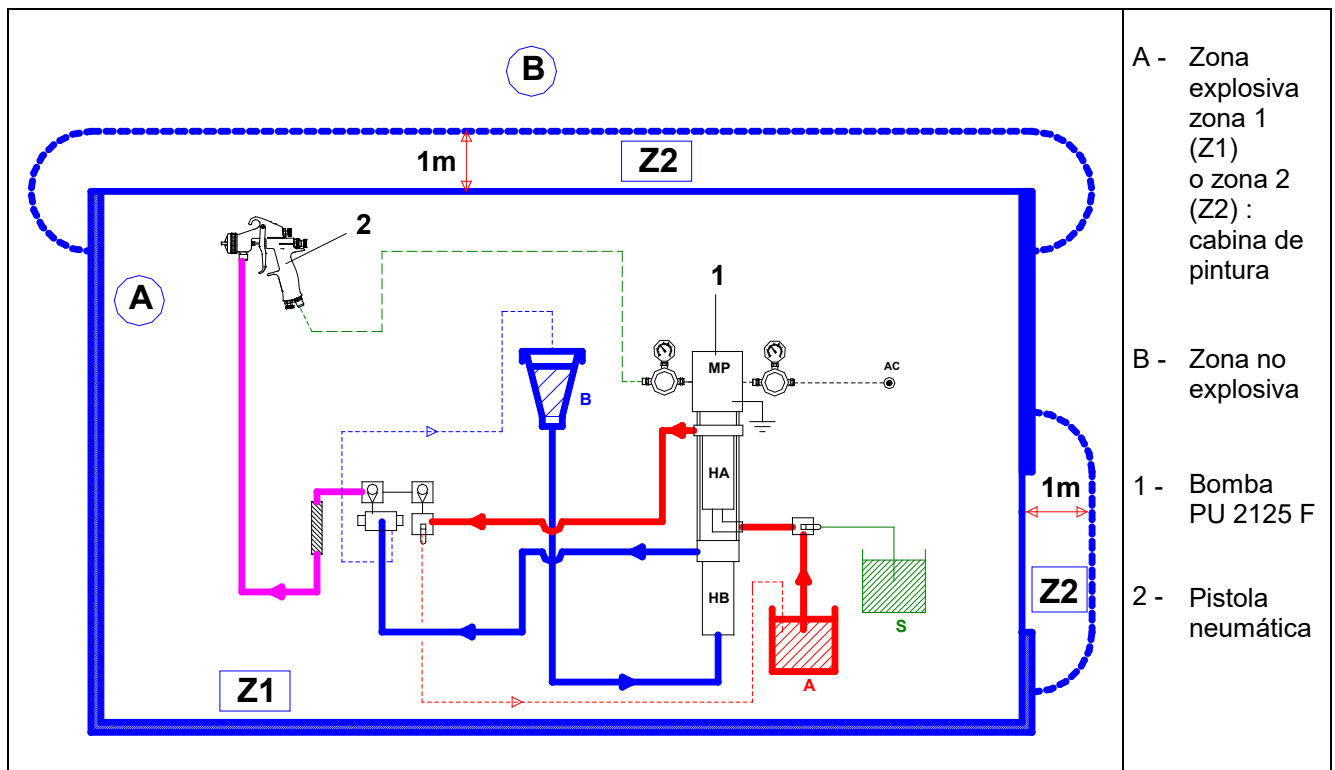 B
1m
Z2
2
A
1
MP
AC
B
HA
1m
HB
Z2
S
A
Z1
A - Zona
explosiva
zona 1
(Z1)
o zona 2
(Z2) :
cabina de
pintura
B - Zona no
explosiva
1 - Bomba
PU 2125 F
2 - Pistola
neumática